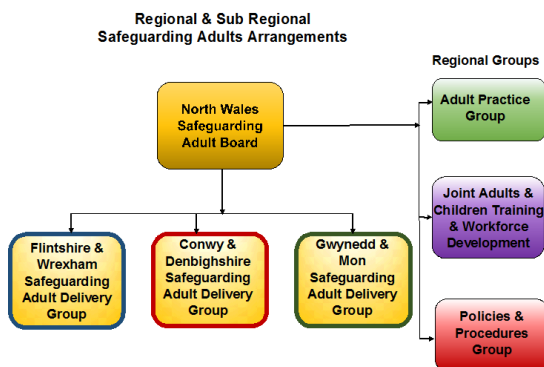 Regional & Sub Regional
Safeguarding Adults Arrangements
Regional Groups
North Wales
Safeguarding
Adult Board
Adult Practice
Group
Joint Adults &
Children Training
& Workforce
Development
Flintshire &
Wrexham
Safeguarding
Adult Delivery
Group
Conwy &
Denbighshire
Safeguarding
Adult Delivery
Group
Gwynedd &
Mon
Safeguarding
Adult Delivery
Group
Policies &
Procedures
Group